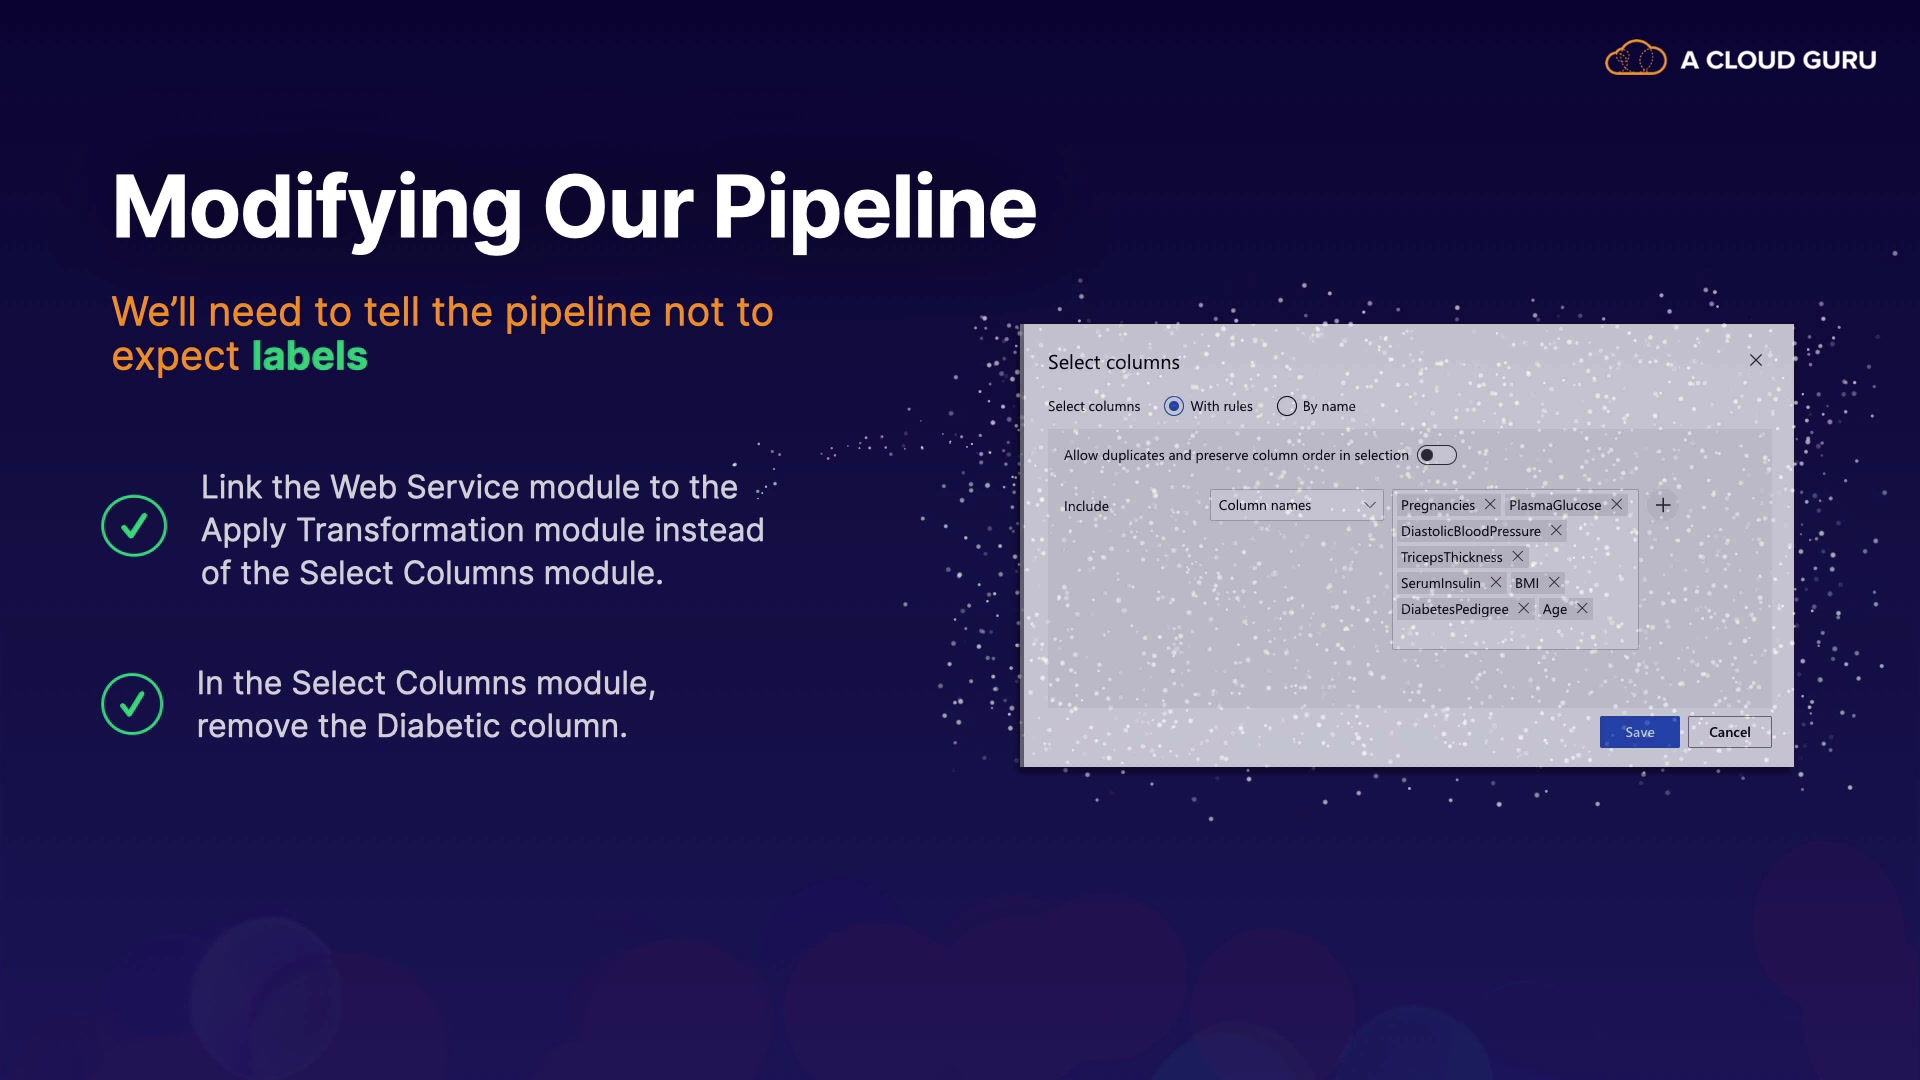 A CLOUD GURU
Modifying Our Pipeline
We’ll need to tell the pipeline not to
expect labels
Link the Web Service module to the
Apply Transformation module instead
of the Select Columns module.
In the Select Columns module,
remove the Diabetic column.
Select columns
Select columns With rules By name
Allow duplicates and preserve column order in selection
Include Column names Pregnancies PlasmaGlucose
DiastolicBloodPressure
TricepsThickness
SerumInsulin BMI
DiabetesPedigree Age
Save Cancel